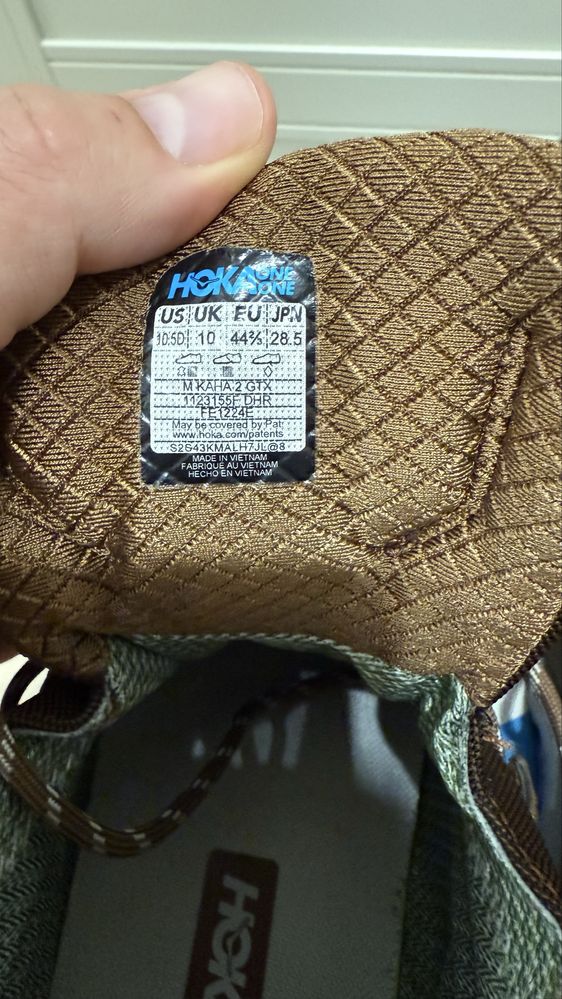 HOKA ONE ONE
US UK EU JPN
10.5D 10 44⅔ 28.5
M KAHA 2 GTX
1123155F DHR
FE1224E
May be covered by Pat:
www.hoka.com/patents
S2S43KMALH7JL@8
MADE IN VIETNAM
FABRIQUE AU VIETNAM
HECHO EN VIETNAM
HOKA